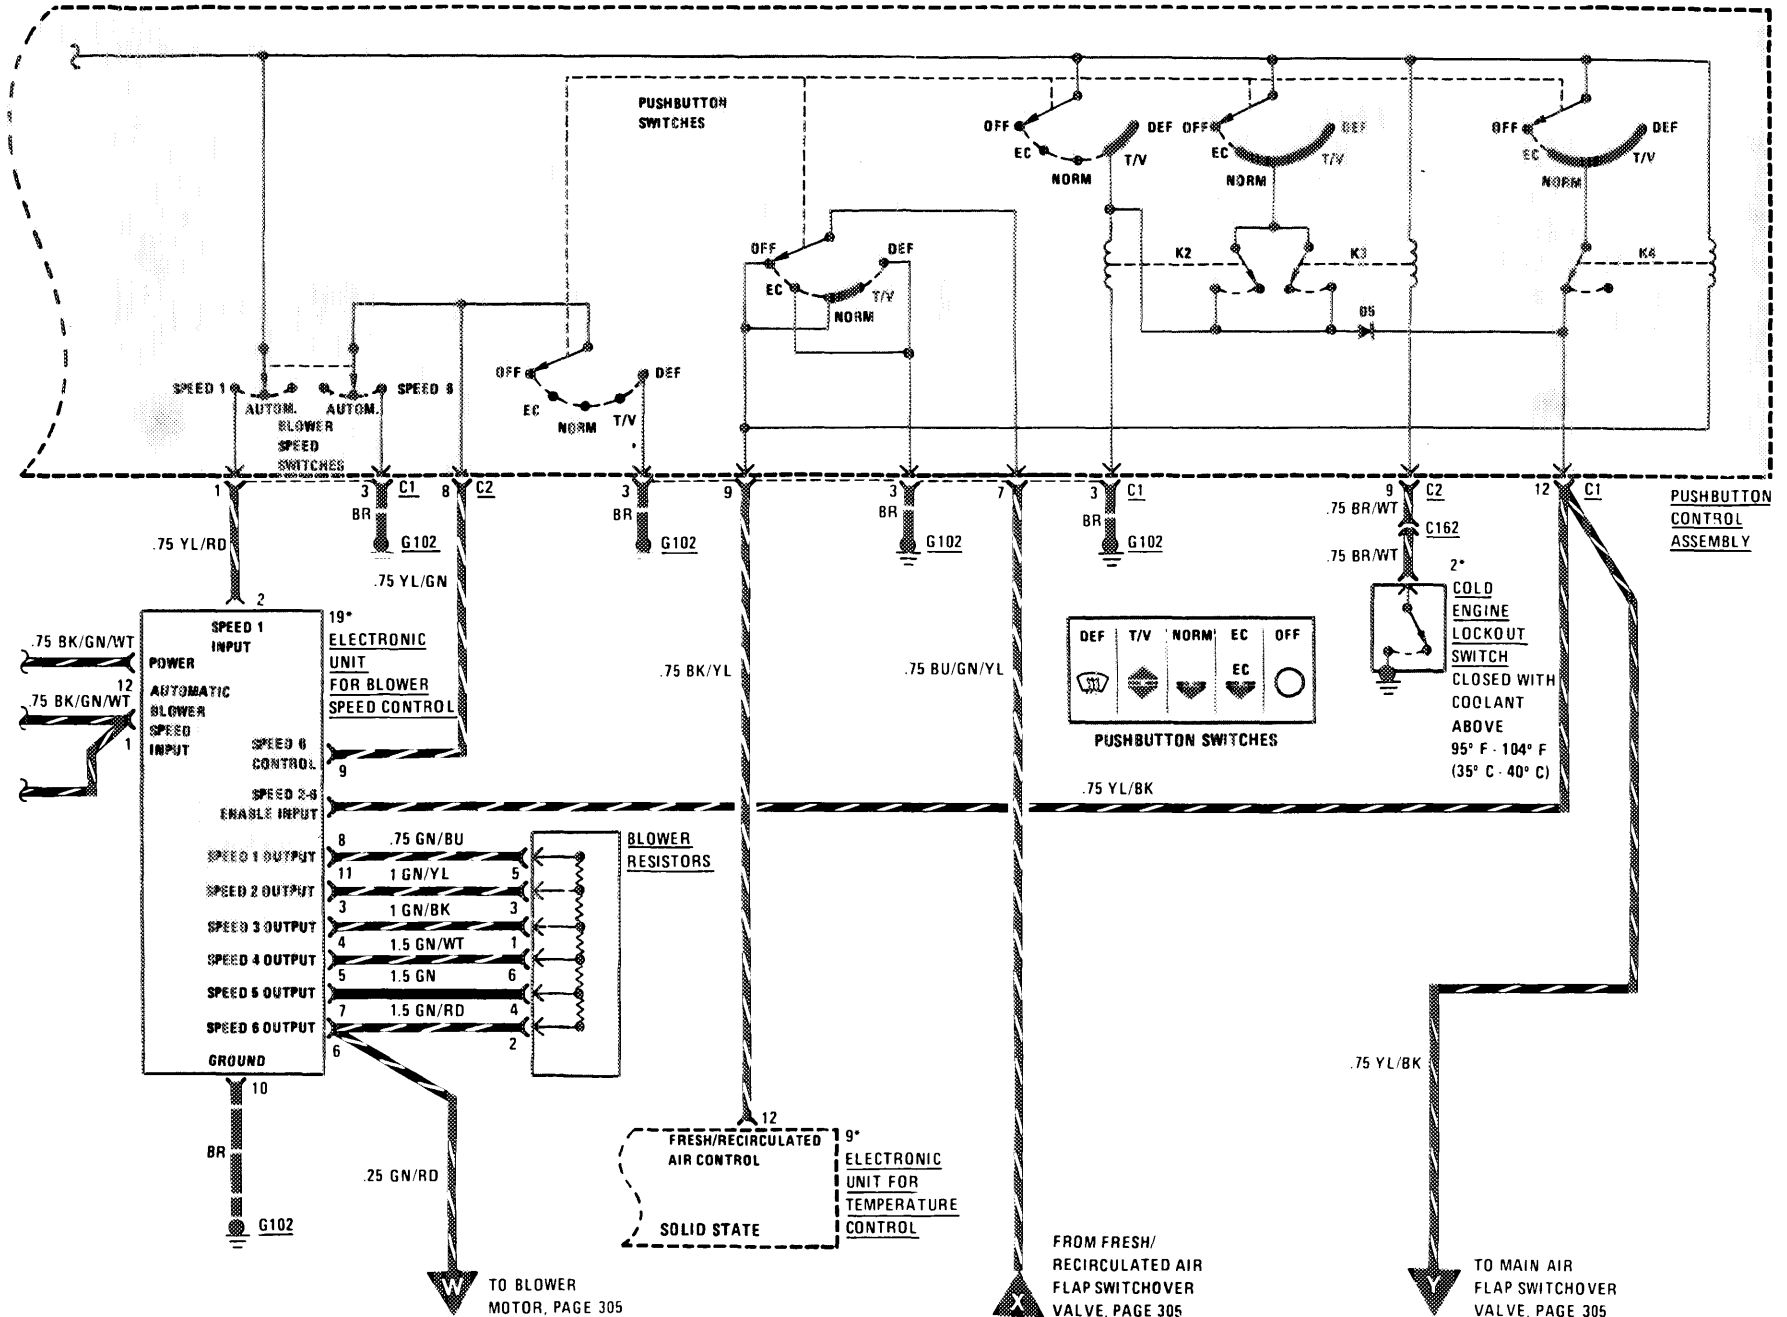 PUSHBUTTON
SWITCHES
OFF
EC
NORM
T/V
DEF
OFF
EC
NORM
T/V
DEF
OFF
EC
NORM
T/V
DEF
OFF
EC
NORM
T/V
DEF
K2
K3
K4
D5
OFF
EC
NORM
T/V
DEF
SPEED 1
AUTOM.
AUTOM.
SPEED 6
BLOWER
SPEED
SWITCHES
1
3
C1
8
C2
3
9
3
7
3
C1
9
C2
12
C1
PUSHBUTTON
CONTROL
ASSEMBLY
BR
G102
BR
G102
BR
G102
BR
G102
.75 BR/WT
C162
.75 BR/WT
.75 YL/RD
.75 YL/GN
2
2*
COLD
ENGINE
LOCKOUT
SWITCH
CLOSED WITH
COOLANT
ABOVE
95° F - 104° F
(35° C - 40° C)
19*
ELECTRONIC
UNIT
FOR BLOWER
SPEED CONTROL
SPEED 1
INPUT
.75 BK/GN/WT
POWER
12
.75 BK/GN/WT
AUTOMATIC
BLOWER
SPEED
INPUT
1
SPEED 6
CONTROL
9
SPEED 2-6
ENABLE INPUT
8
.75 BK/YL
.75 BU/GN/YL
DEF
T/V
NORM
EC
OFF
EC
PUSHBUTTON SWITCHES
.75 YL/BK
SPEED 1 OUTPUT
.75 GN/BU
11
5
SPEED 2 OUTPUT
1 GN/YL
3
3
SPEED 3 OUTPUT
1 GN/BK
4
1
SPEED 4 OUTPUT
1.5 GN/WT
5
6
SPEED 5 OUTPUT
1.5 GN
7
4
SPEED 6 OUTPUT
1.5 GN/RD
6
2
BLOWER
RESISTORS
GROUND
10
BR
G102
.25 GN/RD
.75 YL/BK
12
FRESH/RECIRCULATED
AIR CONTROL
SOLID STATE
9*
ELECTRONIC
UNIT FOR
TEMPERATURE
CONTROL
W
TO BLOWER
MOTOR, PAGE 305
X
FROM FRESH/
RECIRCULATED AIR
FLAP SWITCHOVER
VALVE, PAGE 305
Y
TO MAIN AIR
FLAP SWITCHOVER
VALVE, PAGE 305